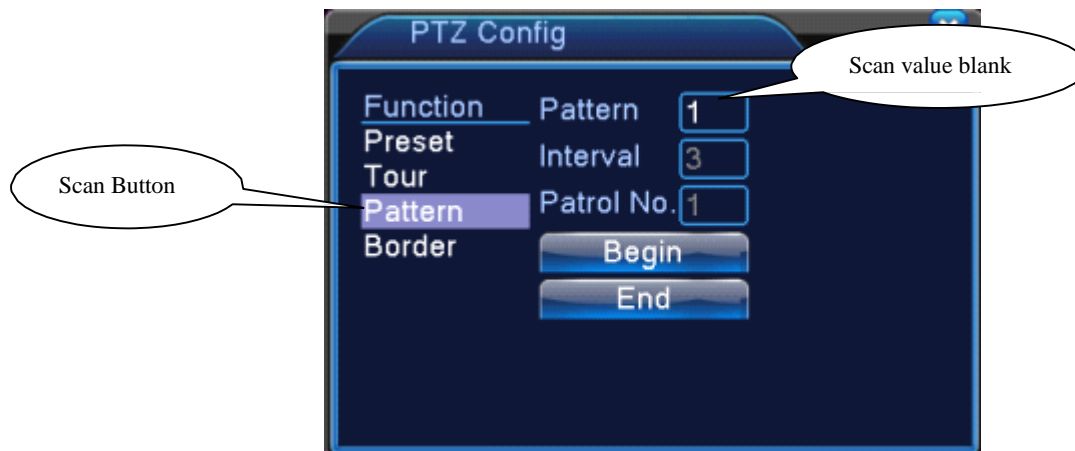 PTZ Config
Scan value blank
Function
Pattern 1
Preset
Interval 3
Tour
Scan Button
Pattern
Patrol No. 1
Border
Begin
End